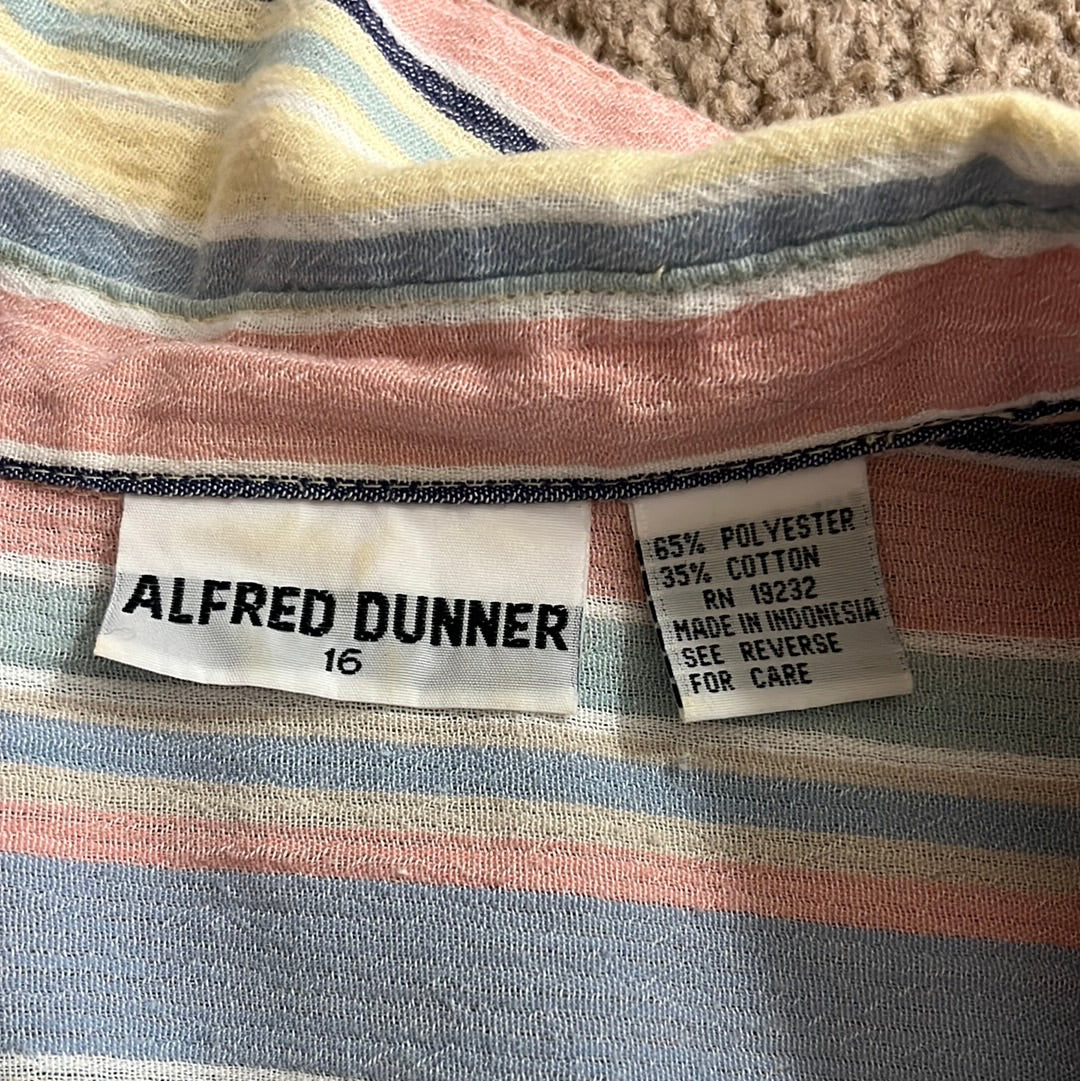 ALFRED DUNNER
16
65% POLYESTER
35% COTTON
RN 19232
MADE IN INDONESIA
SEE REVERSE
FOR CARE